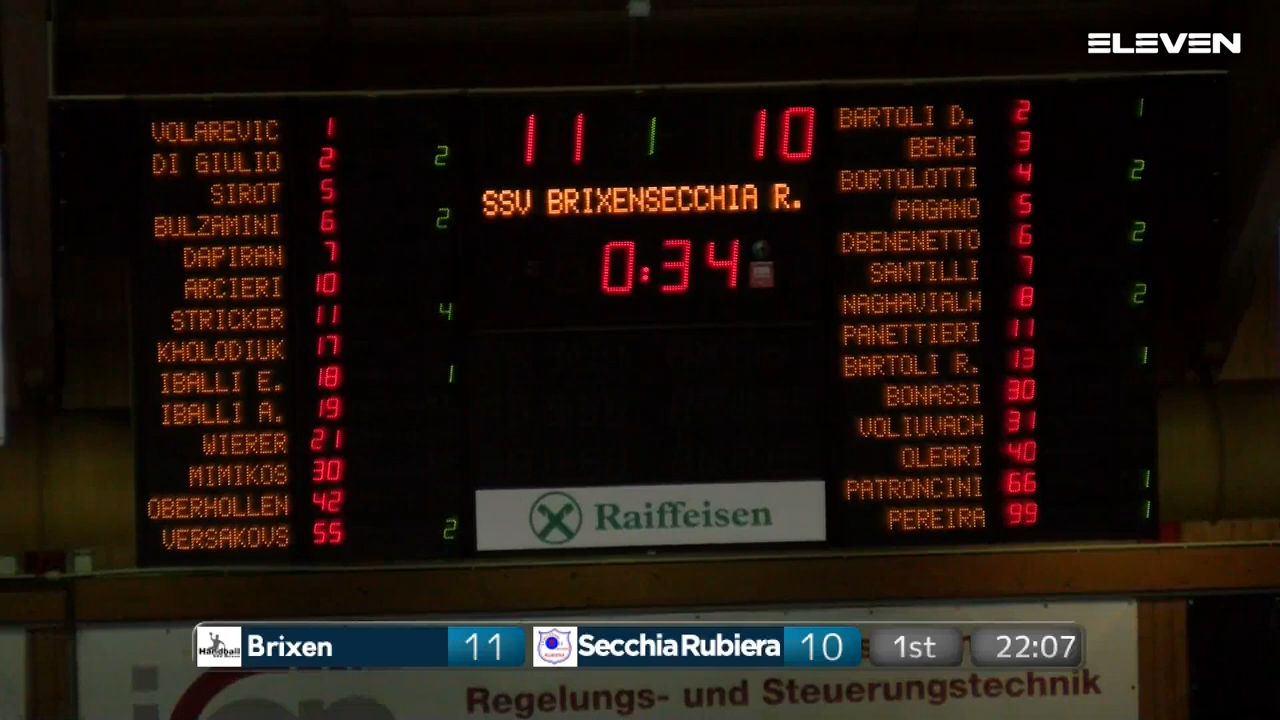 ELEVEN
11 1 10
SSV BRIXENSECCHIA R.
0:34
VOLAREVIC 1
DI GIULIO 2 2
SIROT 5
BULZAMINI 6 2
DAPIRAN 7
ARCIERI 10
STRICKER 11 4
KHOLODIUK 17
IBALLI E. 18 1
IBALLI A. 19
WIERER 21
MIMIKOS 30
OBERHOLLEN 42
VERSAKOVS 55 2
BARTOLI D. 2 1
BENCI 3
BORTOLOTTI 4 2
PAGANO 5
DBENENETTO 6 2
SANTILLI 7
NAGHAVIALH 8 2
PANETTIERI 11
BARTOLI R. 13 1
BONASSI 30
VOLIUVACH 31
OLEARI 40
PATRONCINI 66 1
PEREIRA 99 1
Raiffeisen
Handball
Brixen 11 SecchiaRubiera 10 1st 22:07
Regelungs- und Steuerungstechnik